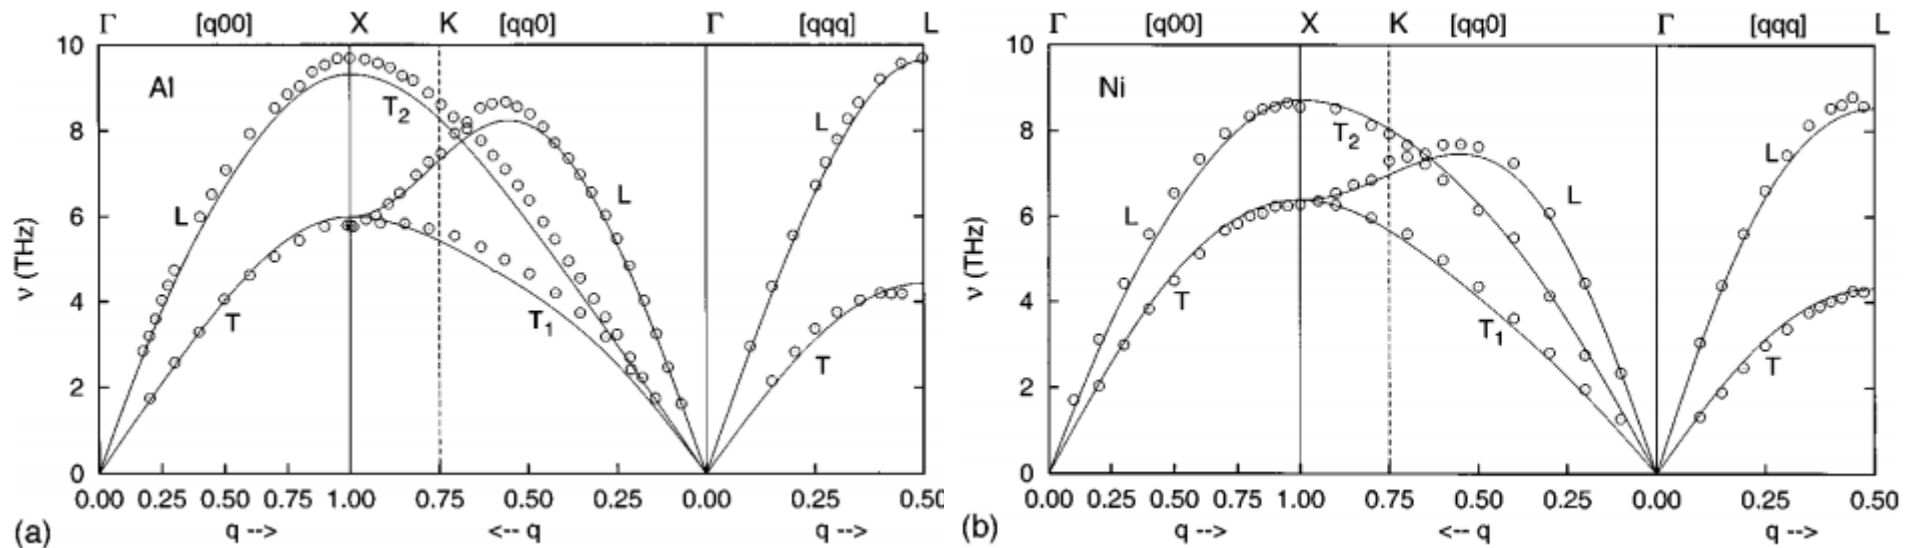 Γ [q00] X K [qq0] Γ [qqq] L
10
8
6
4
2
0
ν (THz)
Al
L
T
T2
T1
L
L
T
0.00 0.25 0.50 0.75 1.00 0.75 0.50 0.25 0.00 0.25 0.50
(a) q --> <-- q q -->
Γ [q00] X K [qq0] Γ [qqq] L
10
8
6
4
2
0
ν (THz)
Ni
L
T
T2
T1
L
L
T
0.00 0.25 0.50 0.75 1.00 0.75 0.50 0.25 0.00 0.25 0.50
(b) q --> <-- q q -->